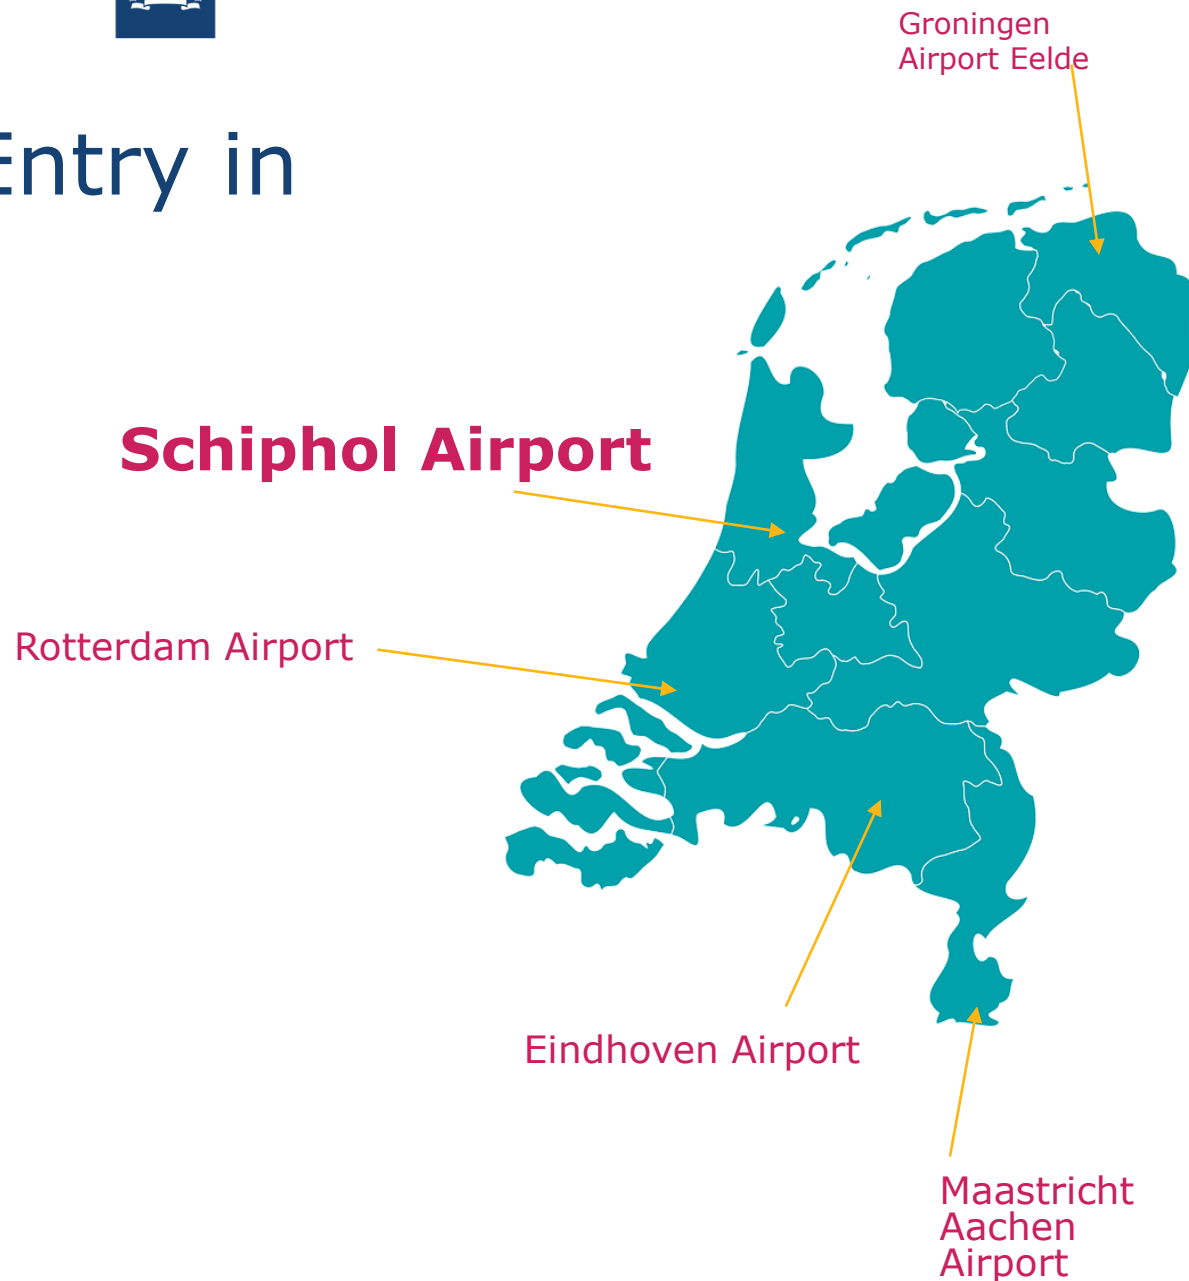 Groningen
Airport Eelde
Entry in
Schiphol Airport
Rotterdam Airport
Eindhoven Airport
Maastricht
Aachen
Airport